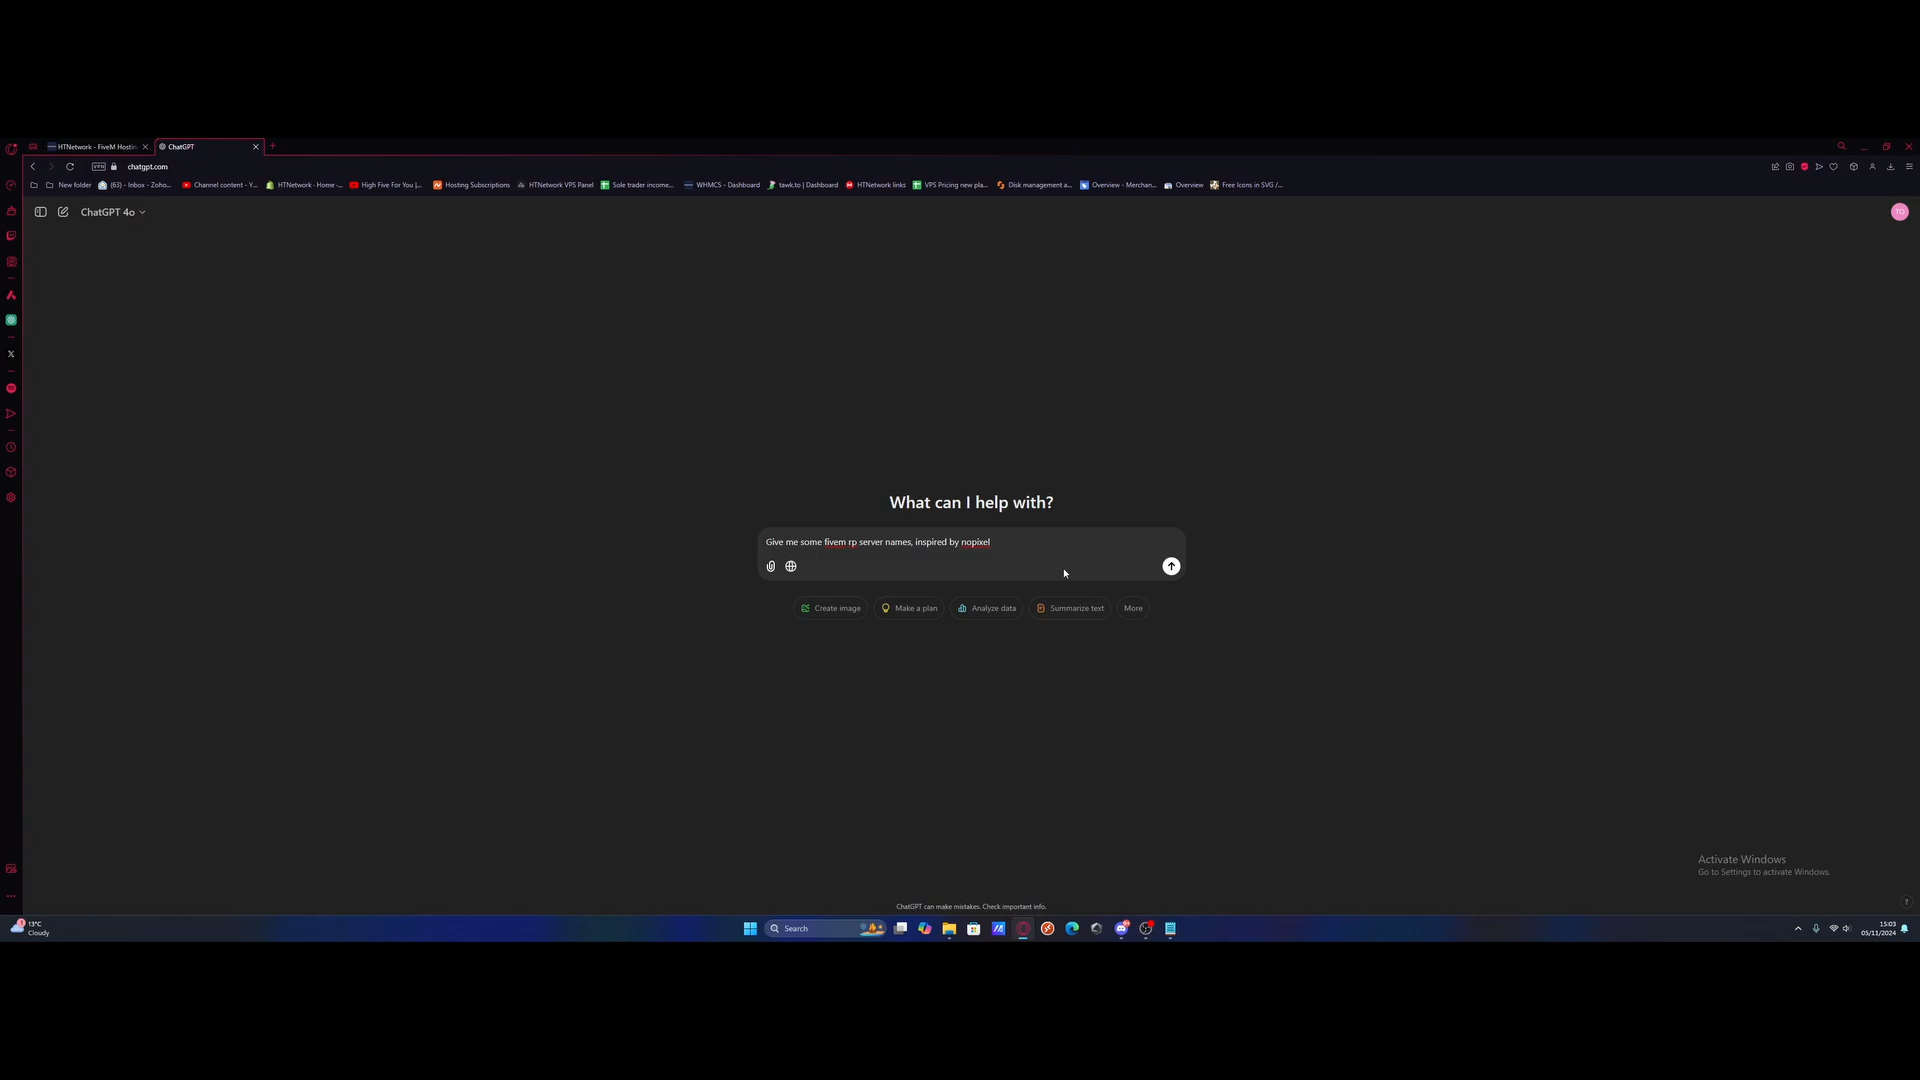 HTNetwork - FiveM Hostin
ChatGPT
VPN
chatgpt.com
New folder
(63) - Inbox - Zoho...
Channel content - Y...
HTNetwork - Home -...
High Five For You |...
Hosting Subscriptions
HTNetwork VPS Panel
Sole trader income...
WHMCS - Dashboard
tawk.to | Dashboard
HTNetwork links
VPS Pricing new pla...
Disk management a...
Overview - Merchan...
Overview
Free Icons in SVG /...
ChatGPT 4o
TO
What can I help with?
Give me some fivem rp server names, inspired by nopixel
Create image
Make a plan
Analyze data
Summarize text
More
Activate Windows
Go to Settings to activate Windows.
ChatGPT can make mistakes. Check important info.
?
13°C
Cloudy
Search
15:03
05/11/2024